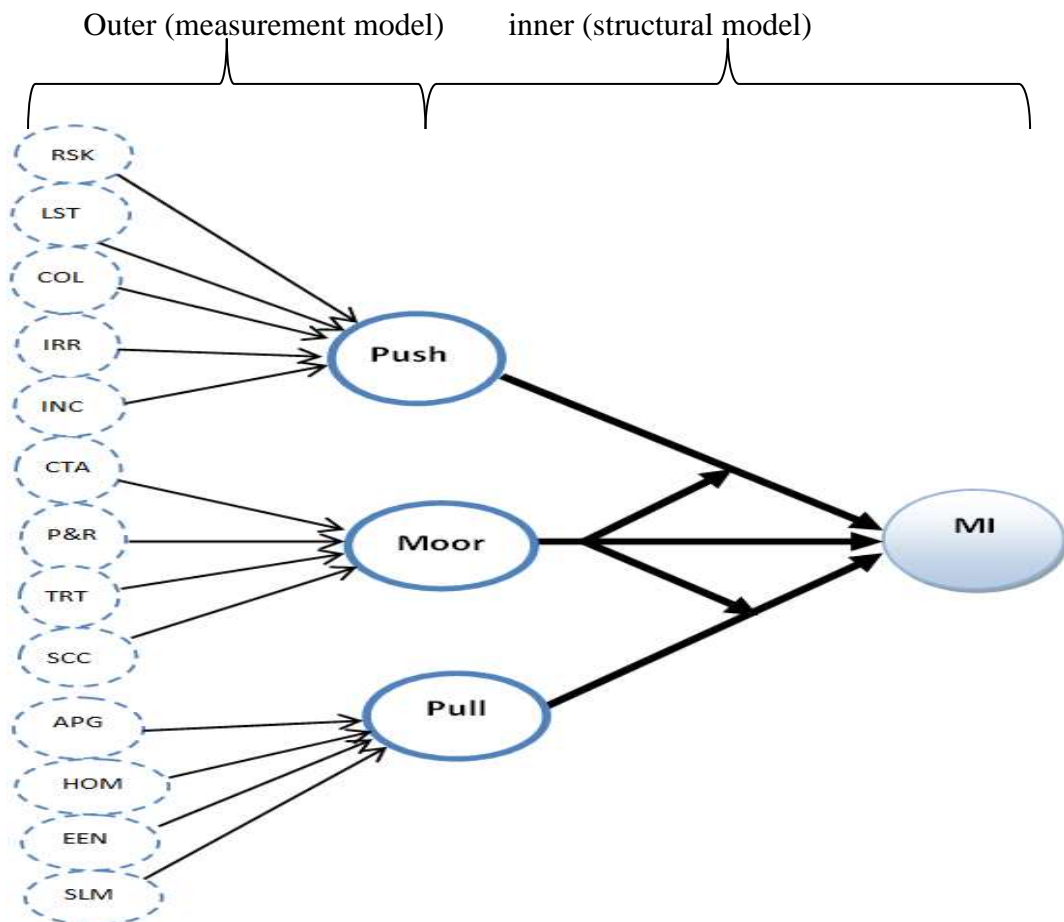 Outer (measurement model) inner (structural model)
RSK
LST
COL
IRR
INC
CTA
P&R
TRT
SCC
APG
HOM
EEN
SLM
Push
Moor
Pull
MI